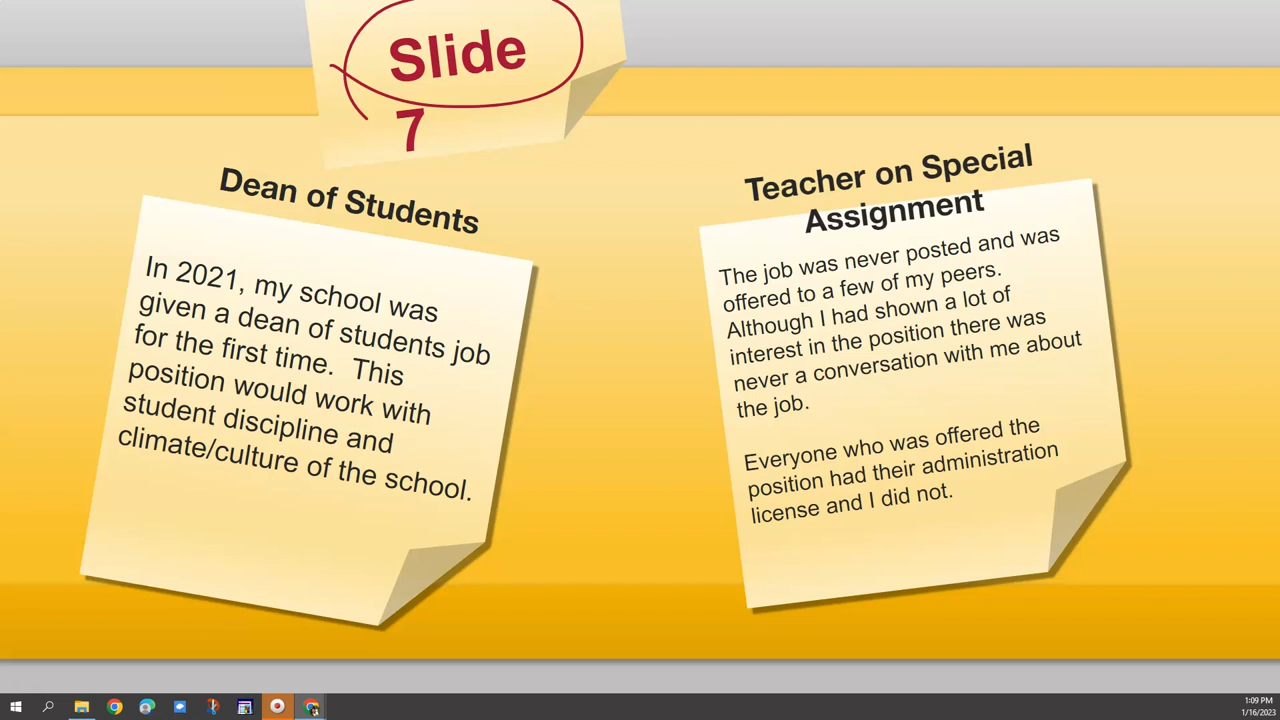 Slide
7
Dean of Students
In 2021, my school was
given a dean of students job
for the first time.  This
position would work with
student discipline and
climate/culture of the school.
Teacher on Special
Assignment
The job was never posted and was
offered to a few of my peers.
Although I had shown a lot of
interest in the position there was
never a conversation with me about
the job.
Everyone who was offered the
position had their administration
license and I did not.
1:09 PM
1/16/2023